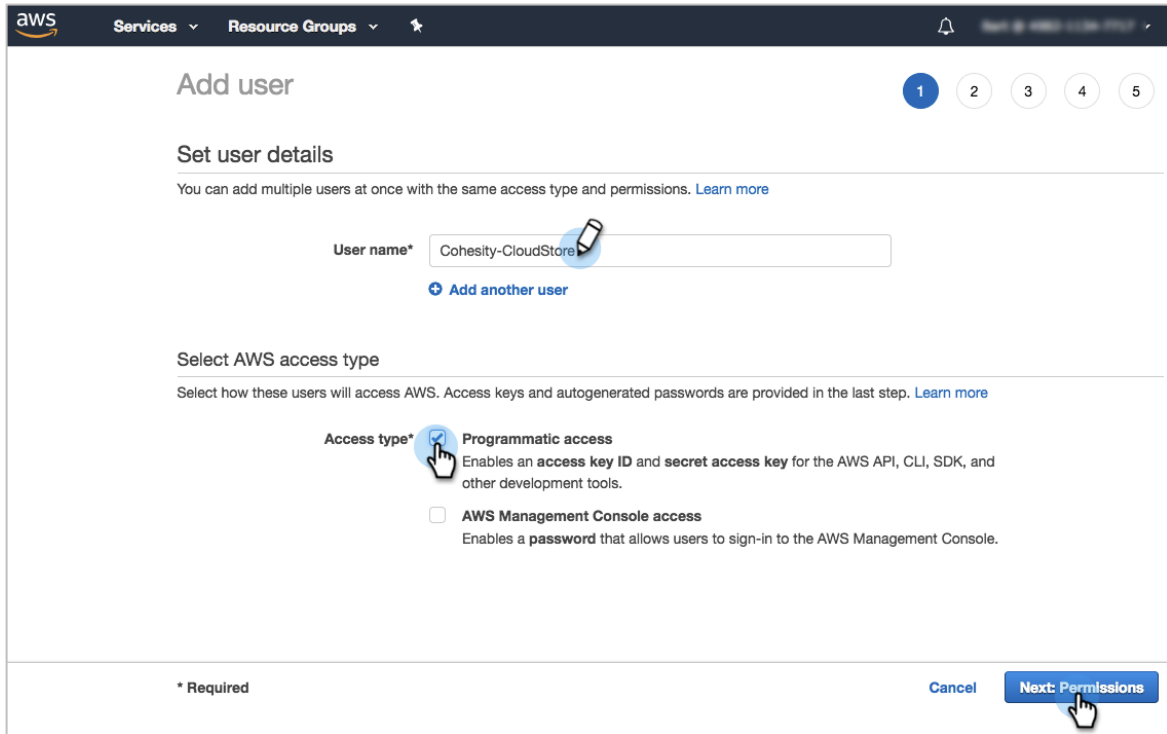 aws Services Resource Groups
Add user
1 2 3 4 5
Set user details
You can add multiple users at once with the same access type and permissions. Learn more
User name* Cohesity-CloudStore
Add another user
Select AWS access type
Select how these users will access AWS. Access keys and autogenerated passwords are provided in the last step. Learn more
Access type* Programmatic access
Enables an access key ID and secret access key for the AWS API, CLI, SDK, and
other development tools.
AWS Management Console access
Enables a password that allows users to sign-in to the AWS Management Console.
* Required Cancel Next: Permissions